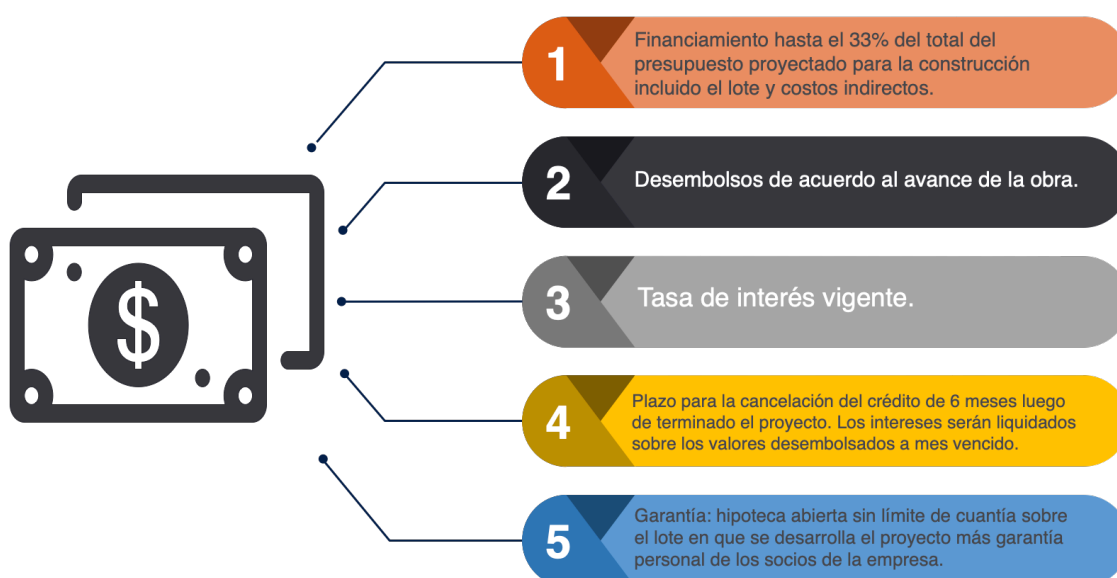 1
Financiamiento hasta el 33% del total del
presupuesto proyectado para la construcción
incluido el lote y costos indirectos.
2
Desembolsos de acuerdo al avance de la obra.
3
Tasa de interés vigente.
4
Plazo para la cancelación del crédito de 6 meses luego
de terminado el proyecto. Los intereses serán liquidados
sobre los valores desembolsados a mes vencido.
5
Garantía: hipoteca abierta sin límite de cuantía sobre
el lote en que se desarrolla el proyecto más garantía
personal de los socios de la empresa.
$